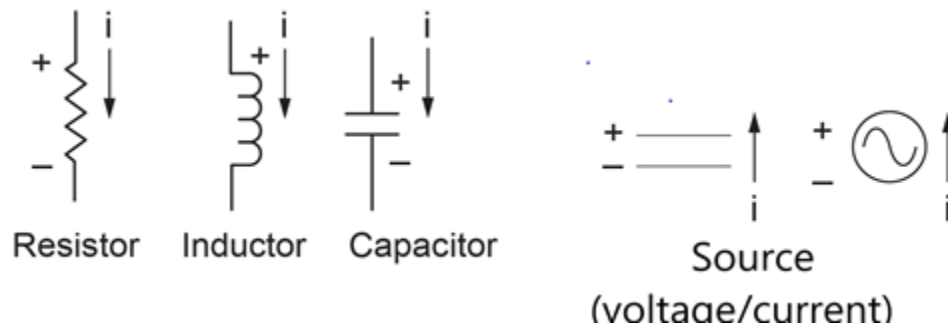 i i i
+ + +
+ +
− − − −
i i
Resistor Inductor Capacitor
Source
(voltage/current)